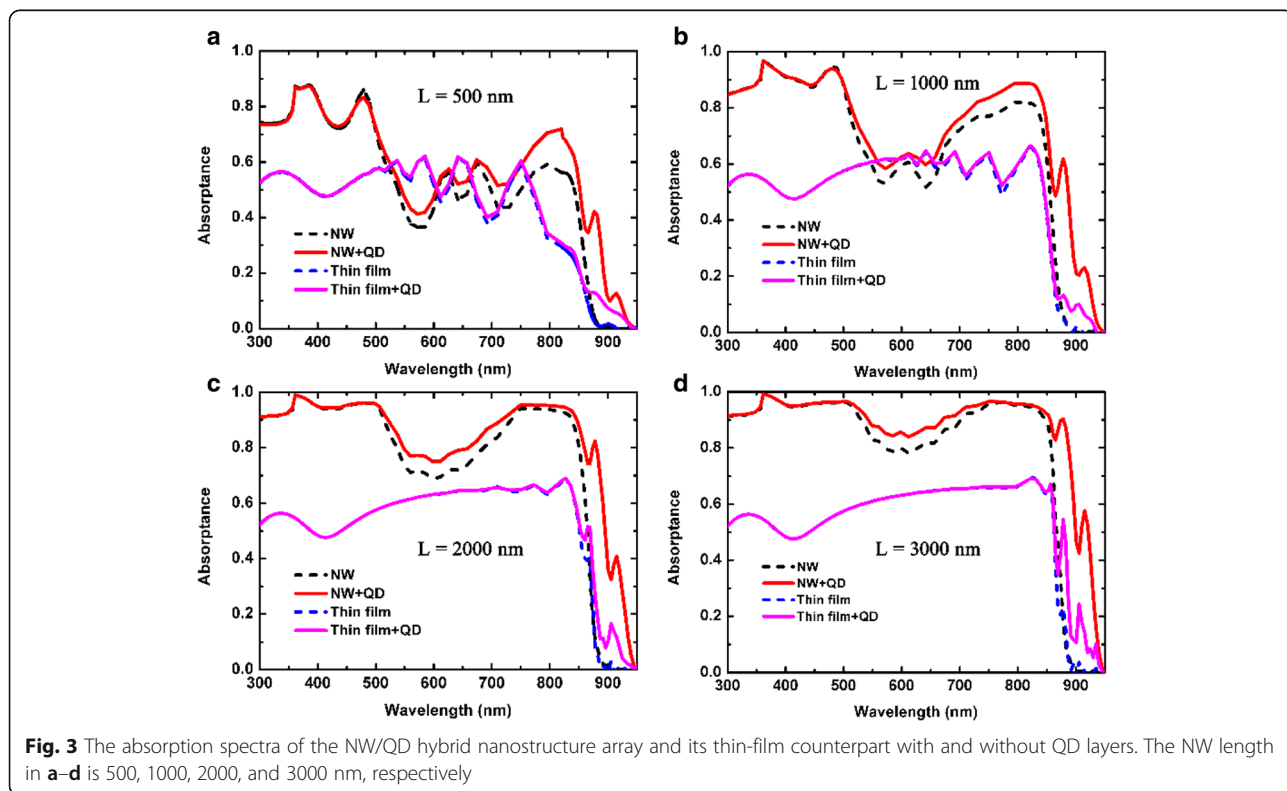 a
1.0
0.8
0.6
0.4
0.2
0.0
Absorptance
L = 500 nm
NW
NW+QD
Thin film
Thin film+QD
300 400 500 600 700 800 900
Wavelength (nm)
b
1.0
0.8
0.6
0.4
0.2
0.0
Absorptance
L = 1000 nm
NW
NW+QD
Thin film
Thin film+QD
300 400 500 600 700 800 900
Wavelength (nm)
c
1.0
0.8
0.6
0.4
0.2
0.0
Absorptance
L = 2000 nm
NW
NW+QD
Thin film
Thin film+QD
300 400 500 600 700 800 900
Wavelength (nm)
d
1.0
0.8
0.6
0.4
0.2
0.0
Absorptance
L = 3000 nm
NW
NW+QD
Thin film
Thin film+QD
300 400 500 600 700 800 900
Wavelength (nm)
Fig. 3 The absorption spectra of the NW/QD hybrid nanostructure array and its thin-film counterpart with and without QD layers. The NW length
in a–d is 500, 1000, 2000, and 3000 nm, respectively